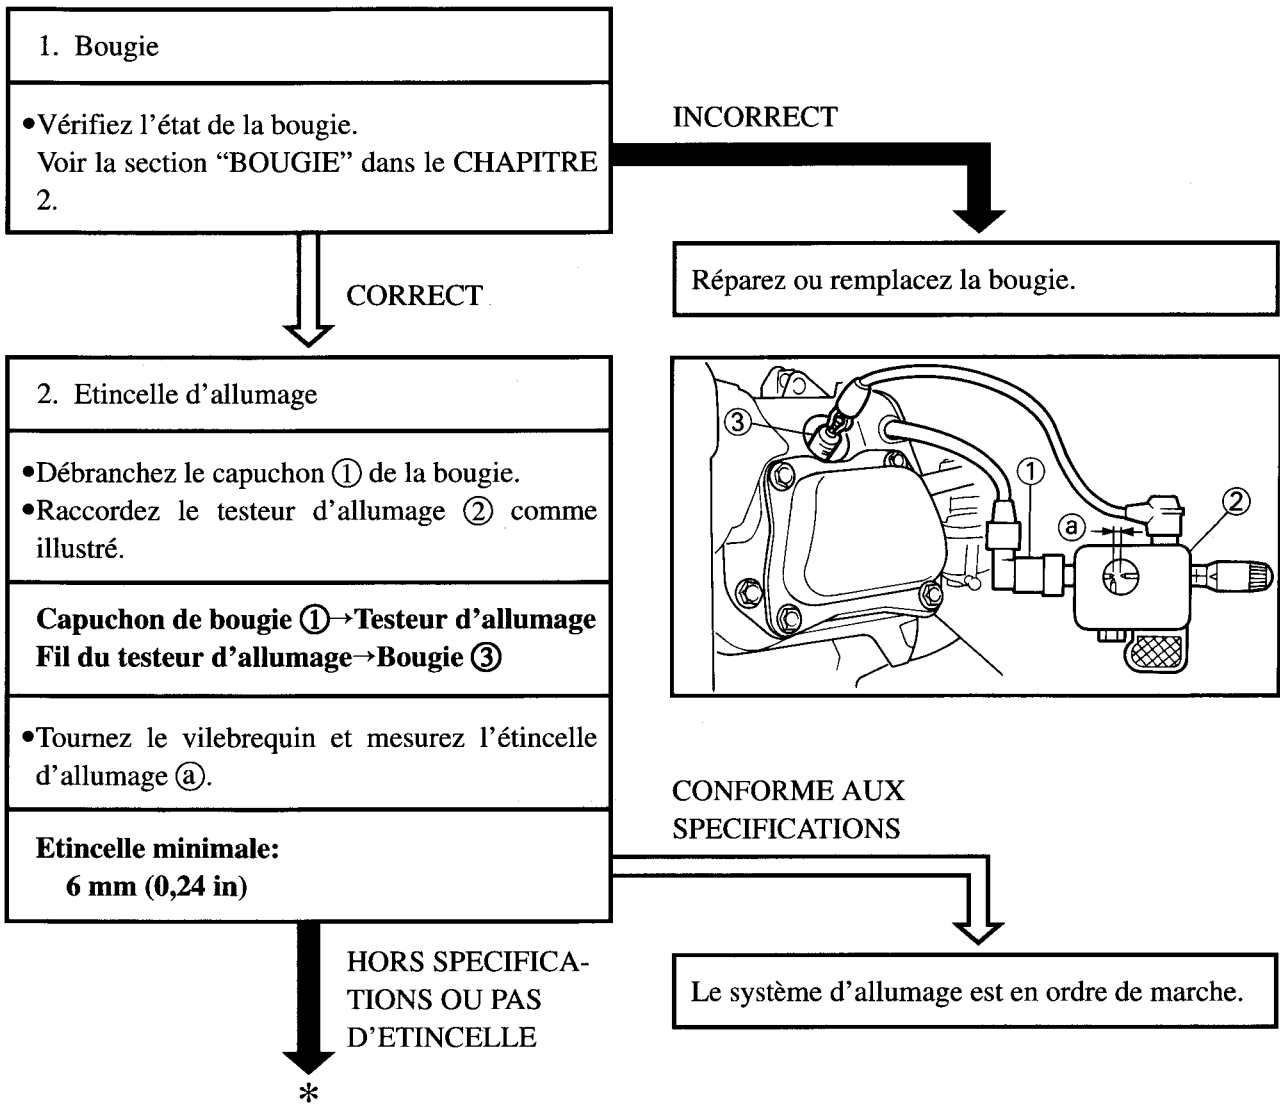 1. Bougie
•Vérifiez l'état de la bougie.
Voir la section “BOUGIE” dans le CHAPITRE
2.
INCORRECT
Réparez ou remplacez la bougie.
CORRECT
2. Etincelle d'allumage
•Débranchez le capuchon ① de la bougie.
•Raccordez le testeur d'allumage ② comme
illustré.
Capuchon de bougie ①→Testeur d'allumage
Fil du testeur d'allumage→Bougie ③
•Tournez le vilebrequin et mesurez l'étincelle
d'allumage ⓐ.
Etincelle minimale:
6 mm (0,24 in)
③
①
ⓐ
②
CONFORME AUX
SPECIFICATIONS
Le système d'allumage est en ordre de marche.
HORS SPECIFICA-
TIONS OU PAS
D'ETINCELLE
*